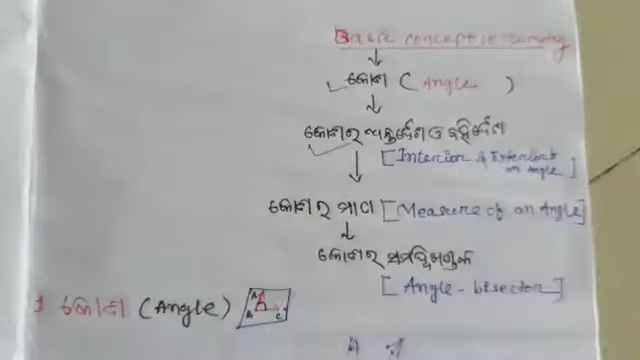 Basic concept of Geometry
କୋଣ (Angle)
କୋଣର ଅନ୍ତର୍ଦେଶ ଓ ବହିର୍ଦେଶ
[Interior & Exterior of an Angle]
କୋଣର ମାପ [Measure of an Angle]
କୋଣର ସମଦ୍ୱିଖଣ୍ଡକ
[Angle-bisector]
1 କୋଣ (Angle) A B C